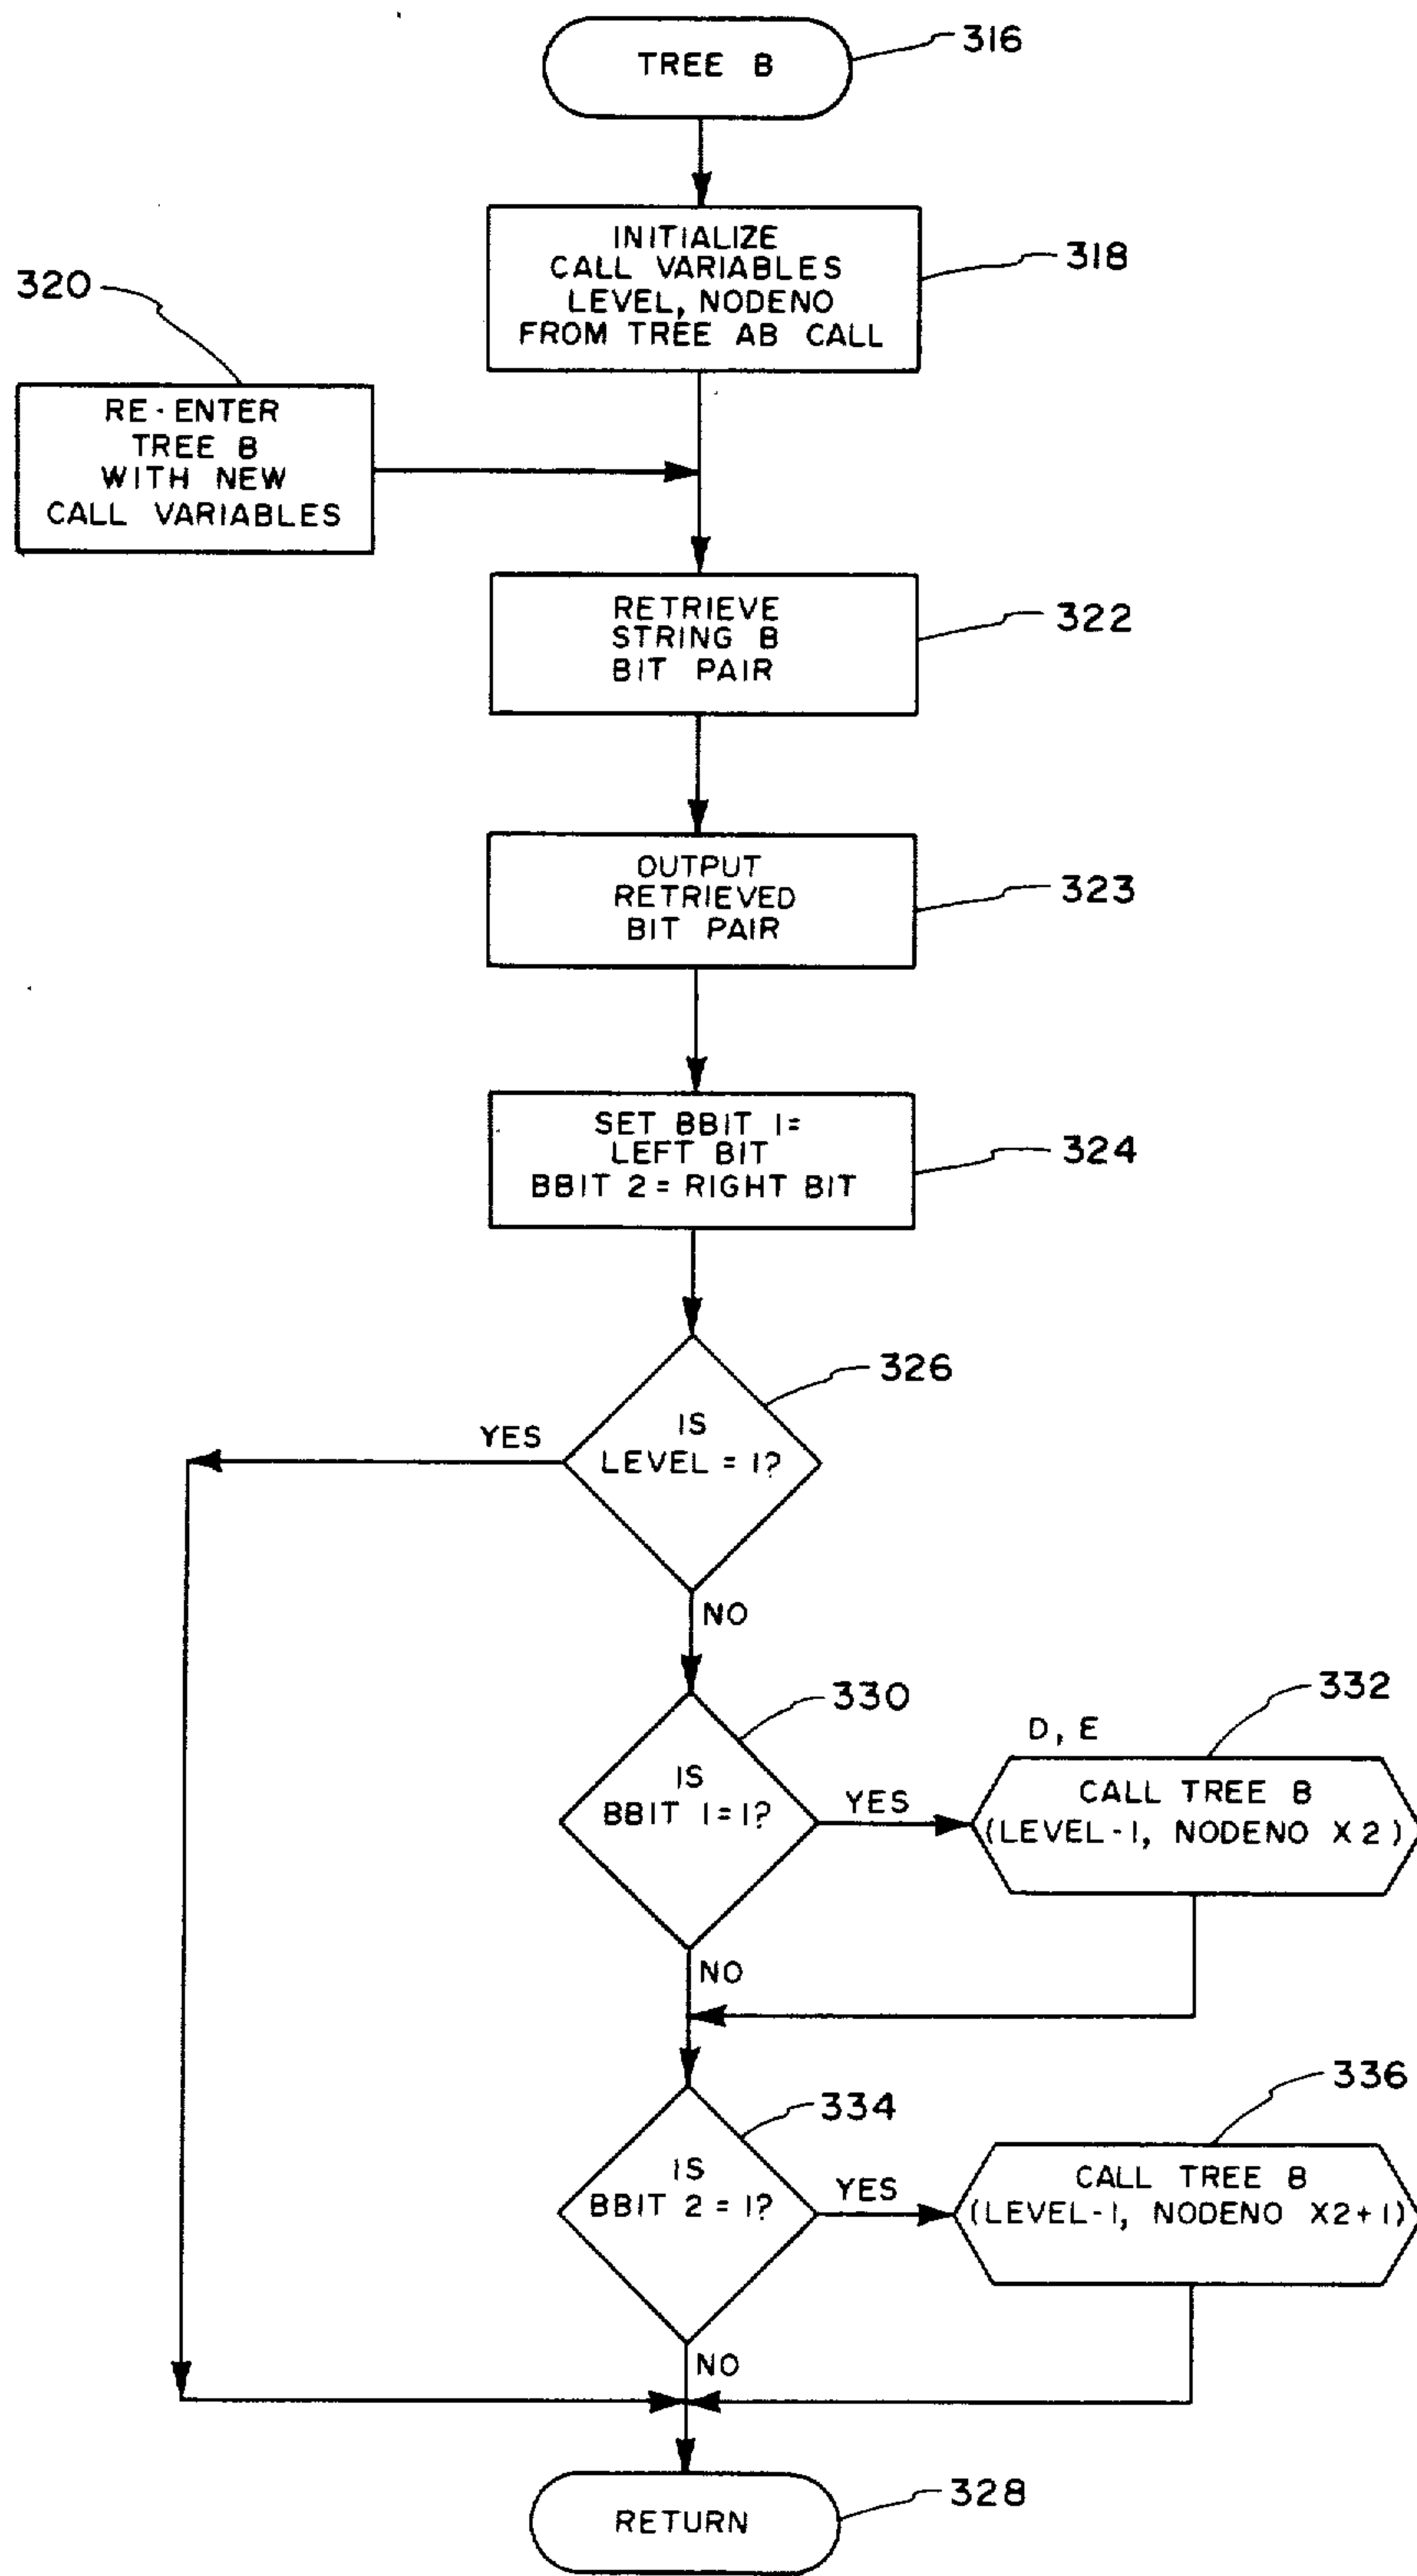 TREE B
316
INITIALIZE
CALL VARIABLES
LEVEL, NODENO
FROM TREE AB CALL
318
320
RE-ENTER
TREE B
WITH NEW
CALL VARIABLES
RETRIEVE
STRING B
BIT PAIR
322
OUTPUT
RETRIEVED
BIT PAIR
323
SET BBIT 1=
LEFT BIT
BBIT 2 = RIGHT BIT
324
326
IS
LEVEL = 1?
YES
NO
330
IS
BBIT 1=1?
YES
332
D, E
CALL TREE B
(LEVEL-1, NODENO X2)
NO
334
IS
BBIT 2 = 1?
YES
336
CALL TREE B
(LEVEL-1, NODENO X2+1)
NO
RETURN
328